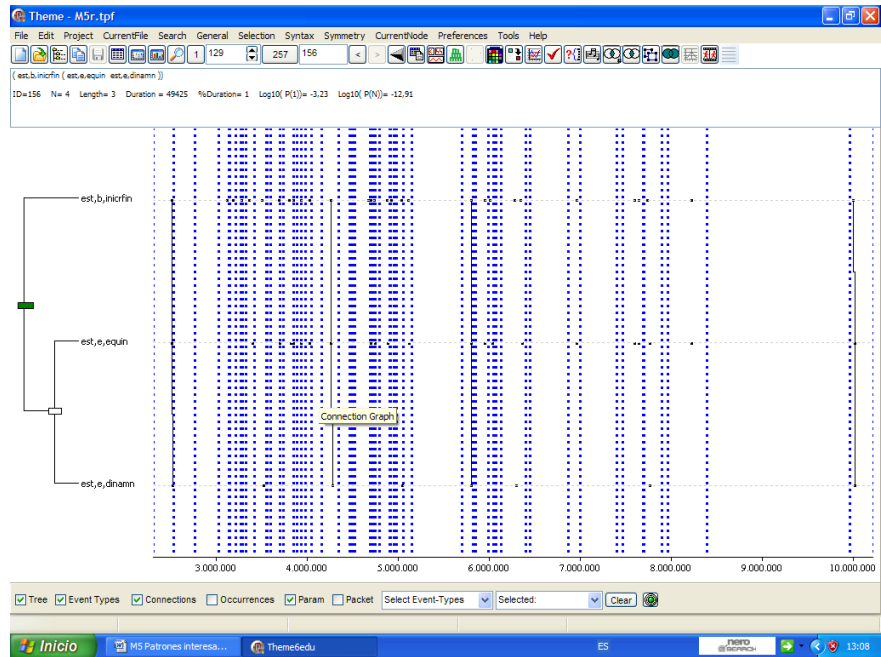 Theme - M5r.tpf
File Edit Project CurrentFile Search General Selection Syntax Symmetry CurrentNode Preferences Tools Help
1 129 257 156 < >
( est,b,inicrfin ( est,e,equin est,e,dinamn ))
ID=156 N= 4 Length= 3 Duration = 49425 %Duration= 1 Log10( P(1))= -3,23 Log10( P(N))= -12,91
est,b,inicrfin
est,e,equin
Connection Graph
est,e,dinamn
3.000.000 4.000.000 5.000.000 6.000.000 7.000.000 8.000.000 9.000.000 10.000.000
Tree Event Types Connections Occurrences Param Packet Select Event-Types Selected: Clear
Inicio M5 Patrones interesa... Theme6edu ES nero SEARCH 13:08